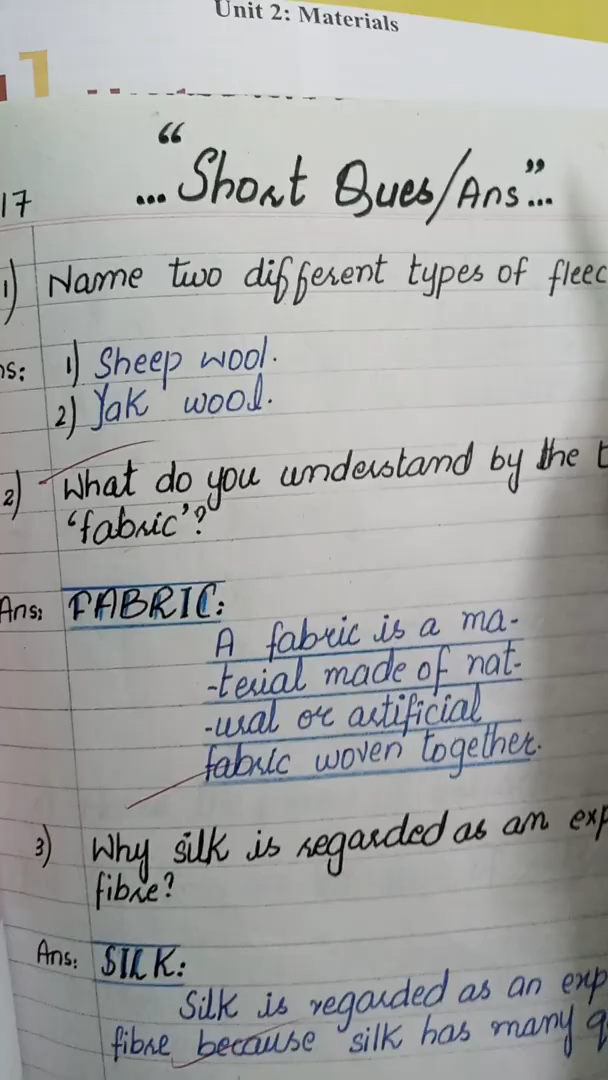 Unit 2: Materials
1
17
"
... Short Ques/Ans"...
1) Name two different types of fleec
ns: 1) Sheep wool.
2) Yak wool.
2) What do you understand by the t
'fabric'?
Ans: FABRIC:
A fabric is a ma-
-terial made of nat-
-ural or artificial
fabric woven together.
3) Why silk is regarded as an exp
fibre?
Ans: SILK:
Silk is regarded as an exp
fibre because silk has many q